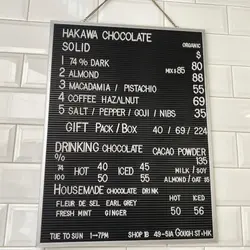 HAKAWA CHOCOLATE
SOLID ORGANIC $
1 74% DARK 80
2 ALMOND MIX $85 88
3 MACADAMIA / PISTACHIO 55
4 COFFEE HAZALNUT 69
5 SALT / PEPPER / GOJI / NIBS 35
GIFT PACK/BOX 40 / 69 / 224
DRINKING CHOCOLATE CACAO POWDER
% 135
74 HOT ICED MILK / SOY
40 45 ALMOND/OAT $5
HOUSEMADE CHOCOLATE DRINK
FLEUR DE SEL EARL GREY HOT ICED
FRESH MINT GINGER 50 56
TUE TO SUN 1-7PM SHOP 1B 49-51A GOUGH ST•HK